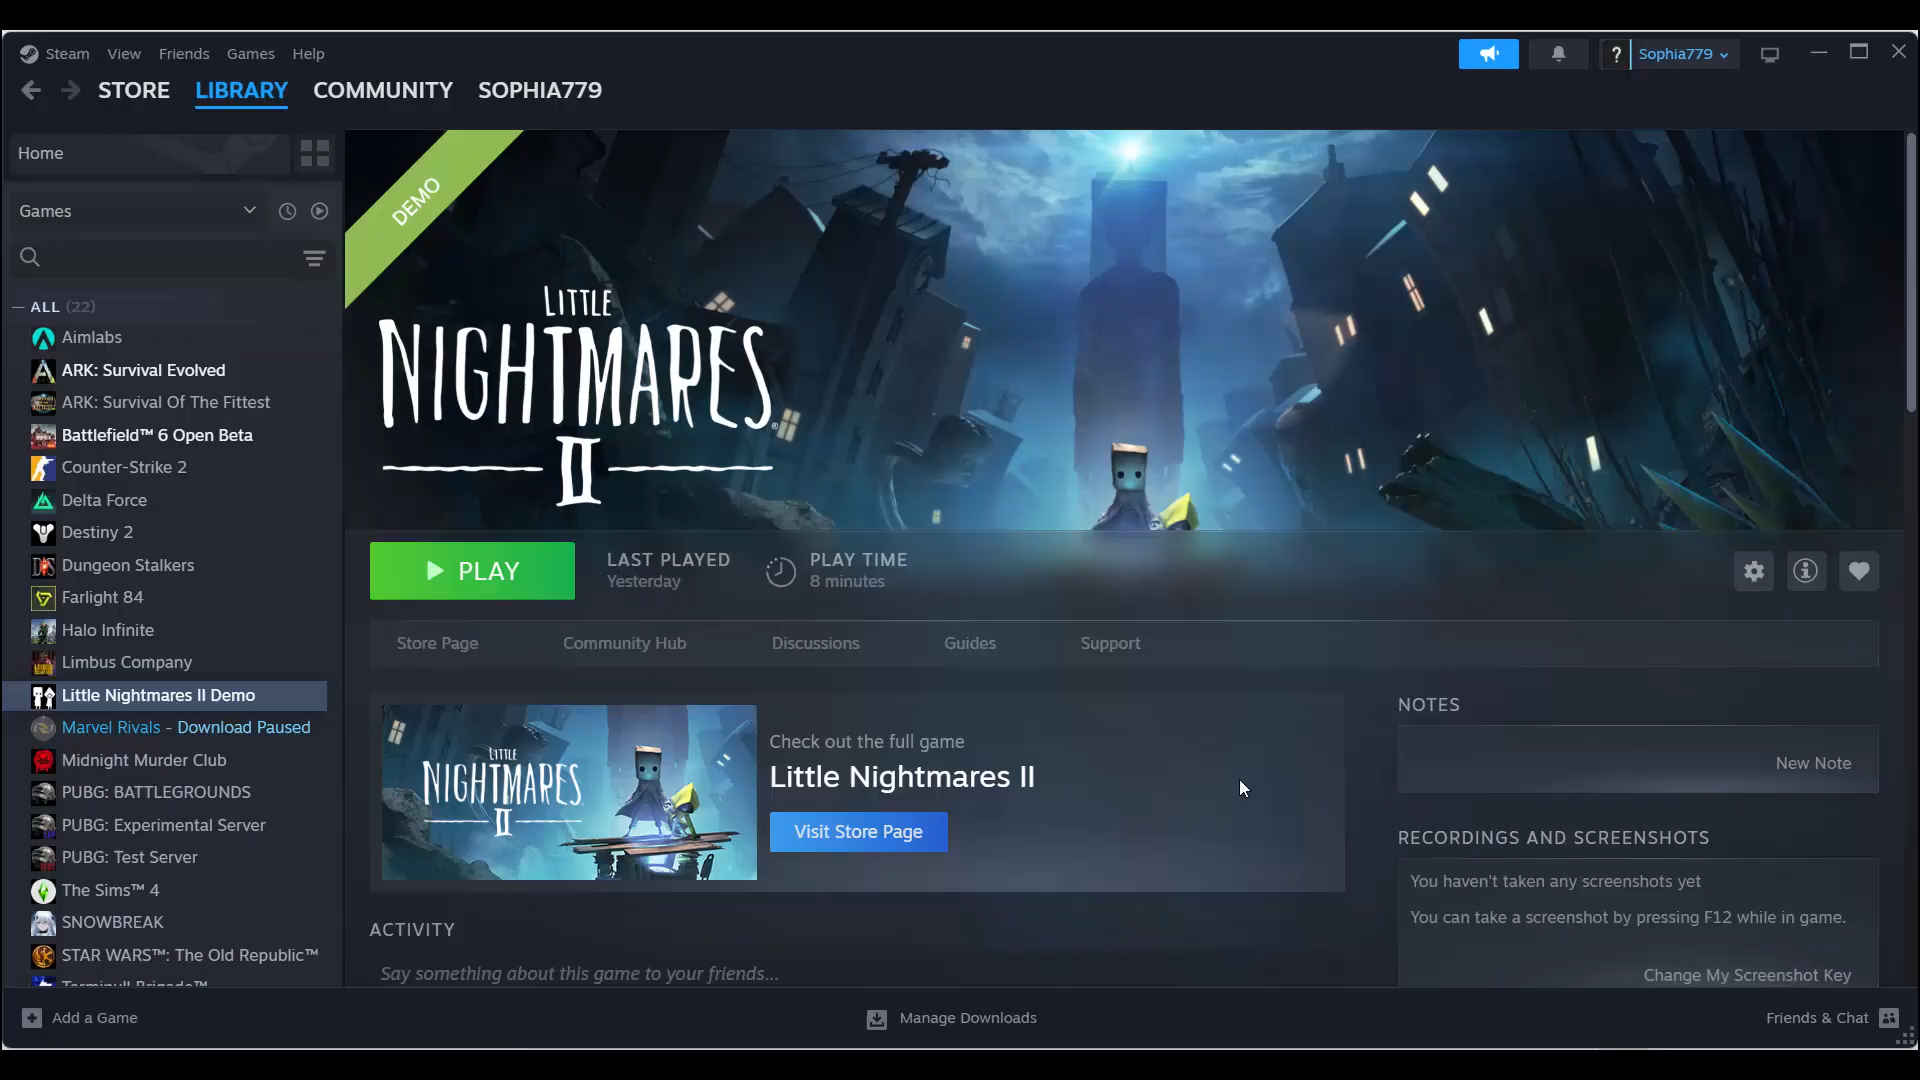 Steam View Friends Games Help
? Sophia779
STORE LIBRARY COMMUNITY SOPHIA779
Home
Games
— ALL (22)
Aimlabs
ARK: Survival Evolved
ARK: Survival Of The Fittest
Battlefield™ 6 Open Beta
Counter-Strike 2
Delta Force
Destiny 2
Dungeon Stalkers
Farlight 84
Halo Infinite
Limbus Company
Little Nightmares II Demo
Marvel Rivals - Download Paused
Midnight Murder Club
PUBG: BATTLEGROUNDS
PUBG: Experimental Server
PUBG: Test Server
The Sims™ 4
SNOWBREAK
STAR WARS™: The Old Republic™
DEMO
LITTLE
NIGHTMARES®
II
PLAY
LAST PLAYED
Yesterday
PLAY TIME
8 minutes
Store Page Community Hub Discussions Guides Support
LITTLE
NIGHTMARES
II
Check out the full game
Little Nightmares II
Visit Store Page
ACTIVITY
Say something about this game to your friends...
NOTES
New Note
RECORDINGS AND SCREENSHOTS
You haven't taken any screenshots yet
You can take a screenshot by pressing F12 while in game.
Change My Screenshot Key
Add a Game
Manage Downloads
Friends & Chat